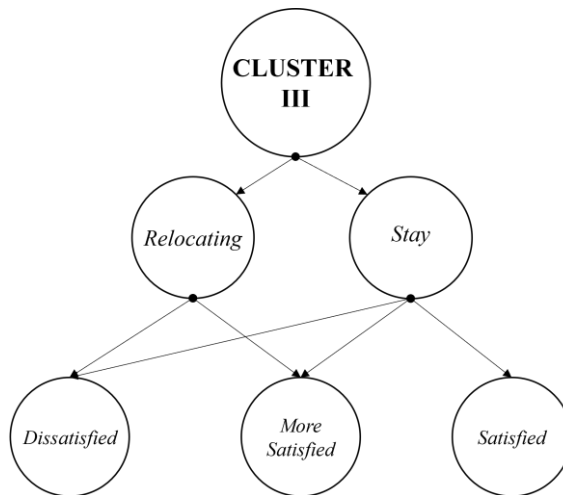 CLUSTER
III
Relocating
Stay
Dissatisfied
More
Satisfied
Satisfied